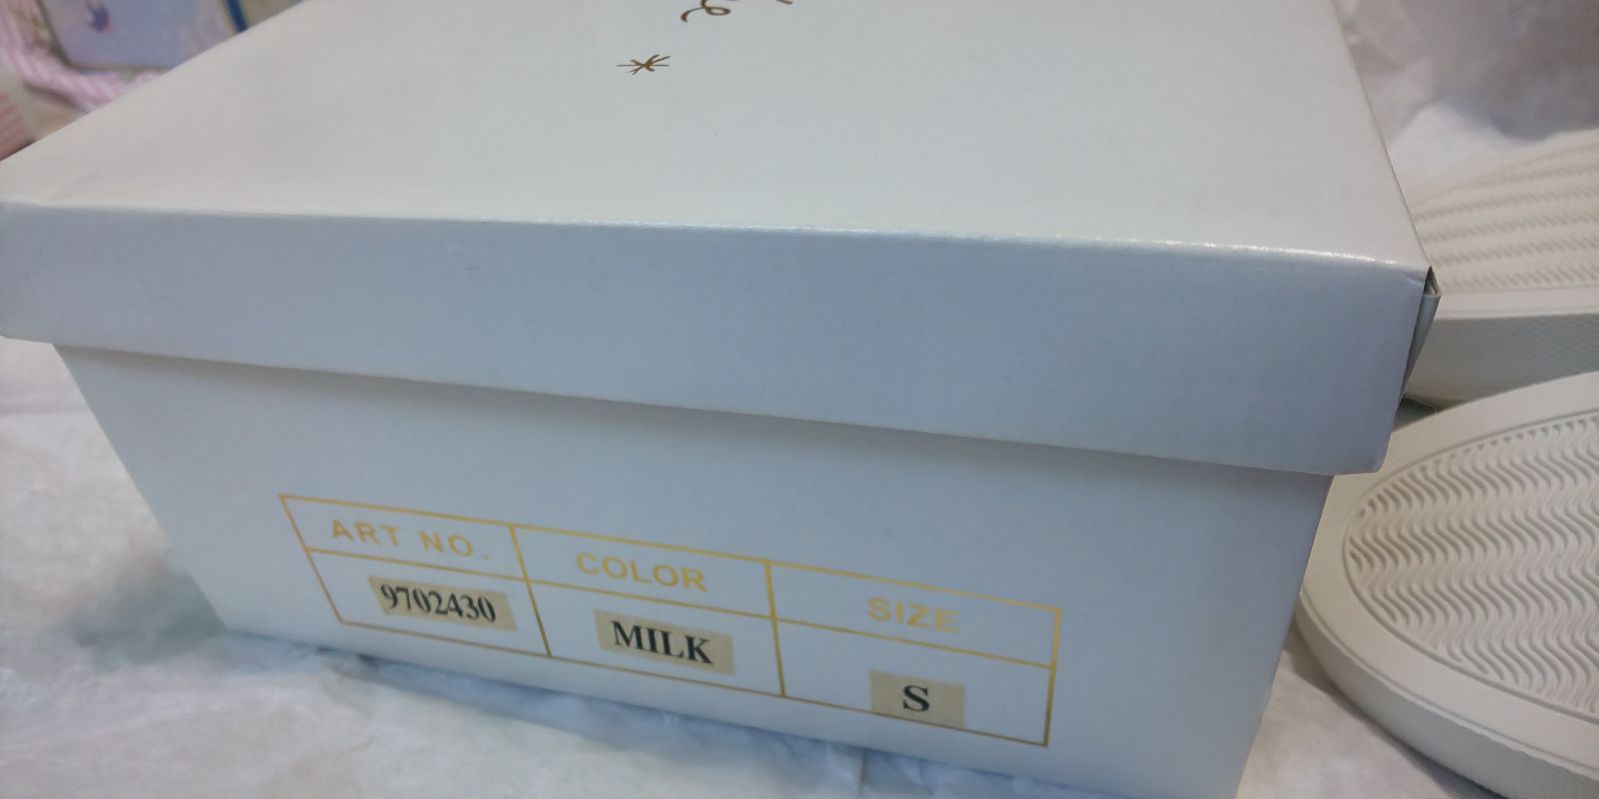 ART NO. COLOR SIZE
9702430 MILK S